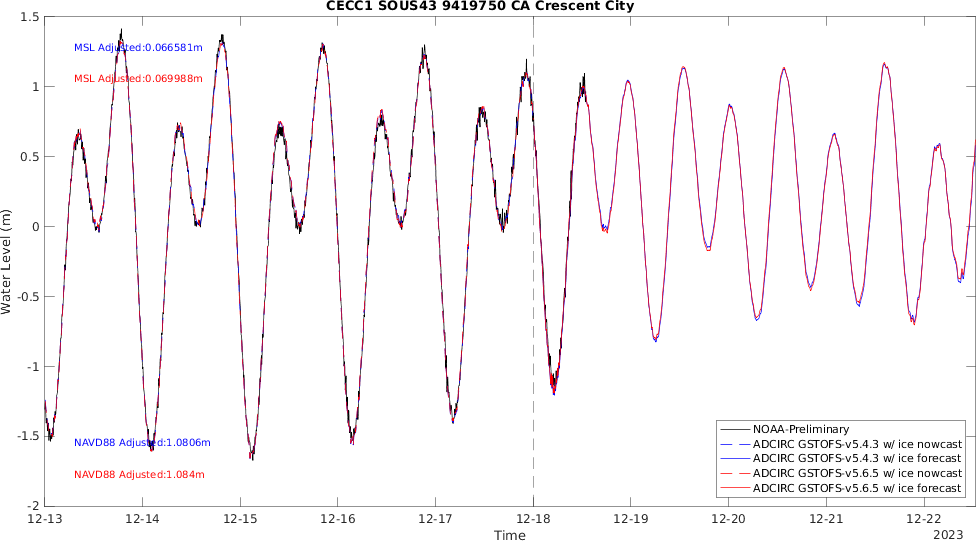 CECC1 SOUS43 9419750 CA Crescent City
1.5
1
0.5
0
-0.5
-1
-1.5
-2
Water Level (m)
MSL Adjusted:0.066581m
MSL Adjusted:0.069988m
NAVD88 Adjusted:1.0806m
NAVD88 Adjusted:1.084m
NOAA-Preliminary
ADCIRC GSTOFS-v5.4.3 w/ ice nowcast
ADCIRC GSTOFS-v5.4.3 w/ ice forecast
ADCIRC GSTOFS-v5.6.5 w/ ice nowcast
ADCIRC GSTOFS-v5.6.5 w/ ice forecast
12-13 12-14 12-15 12-16 12-17 12-18 12-19 12-20 12-21 12-22
Time
2023